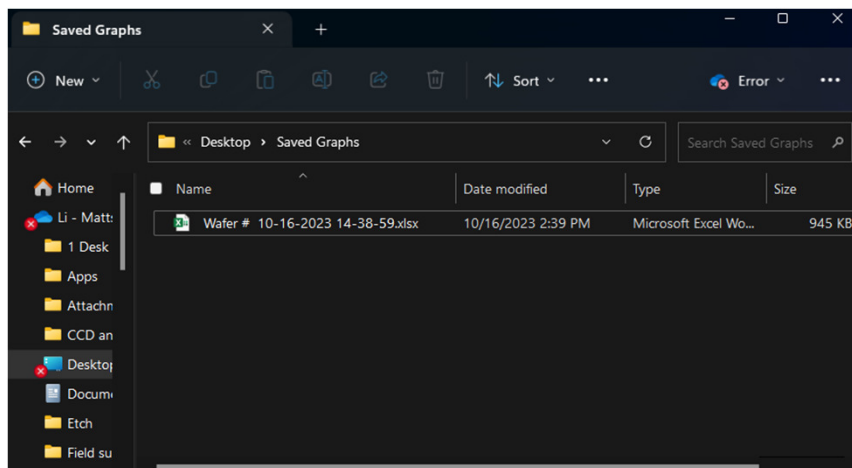 Saved Graphs
New
Sort
Error
Desktop
Saved Graphs
Search Saved Graphs
Name
Date modified
Type
Size
Wafer # 10-16-2023 14-38-59.xlsx
10/16/2023 2:39 PM
Microsoft Excel Wo...
945 KB
Home
Li - Matt
1 Desk
Apps
Attachn
CCD an
Desktop
Docum
Etch
Field su